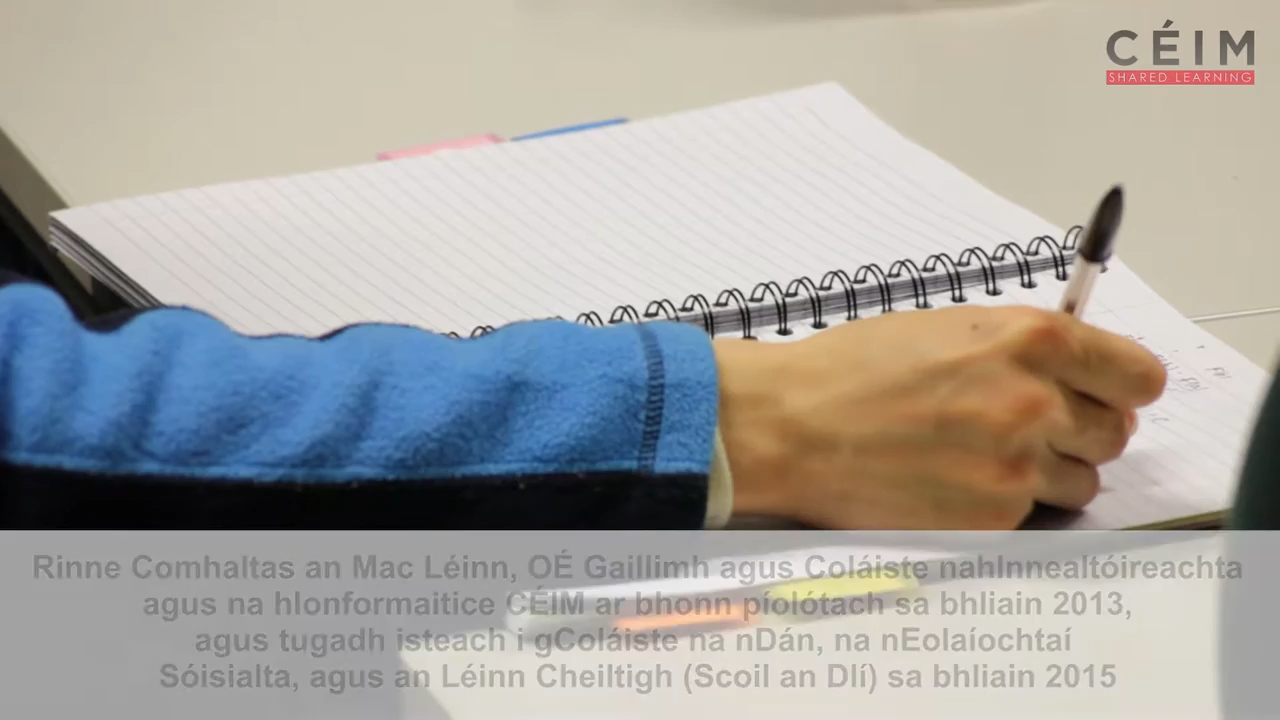 CÉIM
SHARED LEARNING
Rinne Comhaltas an Mac Léinn, OÉ Gaillimh agus Coláiste nahInnealtóireachta
agus na hIonformaitice CÉIM ar bhonn píolótach sa bhliain 2013,
agus tugadh isteach i gColáiste na nDán, na nEolaíochtaí
Sóisialta, agus an Léinn Cheiltigh (Scoil an Dlí) sa bhliain 2015